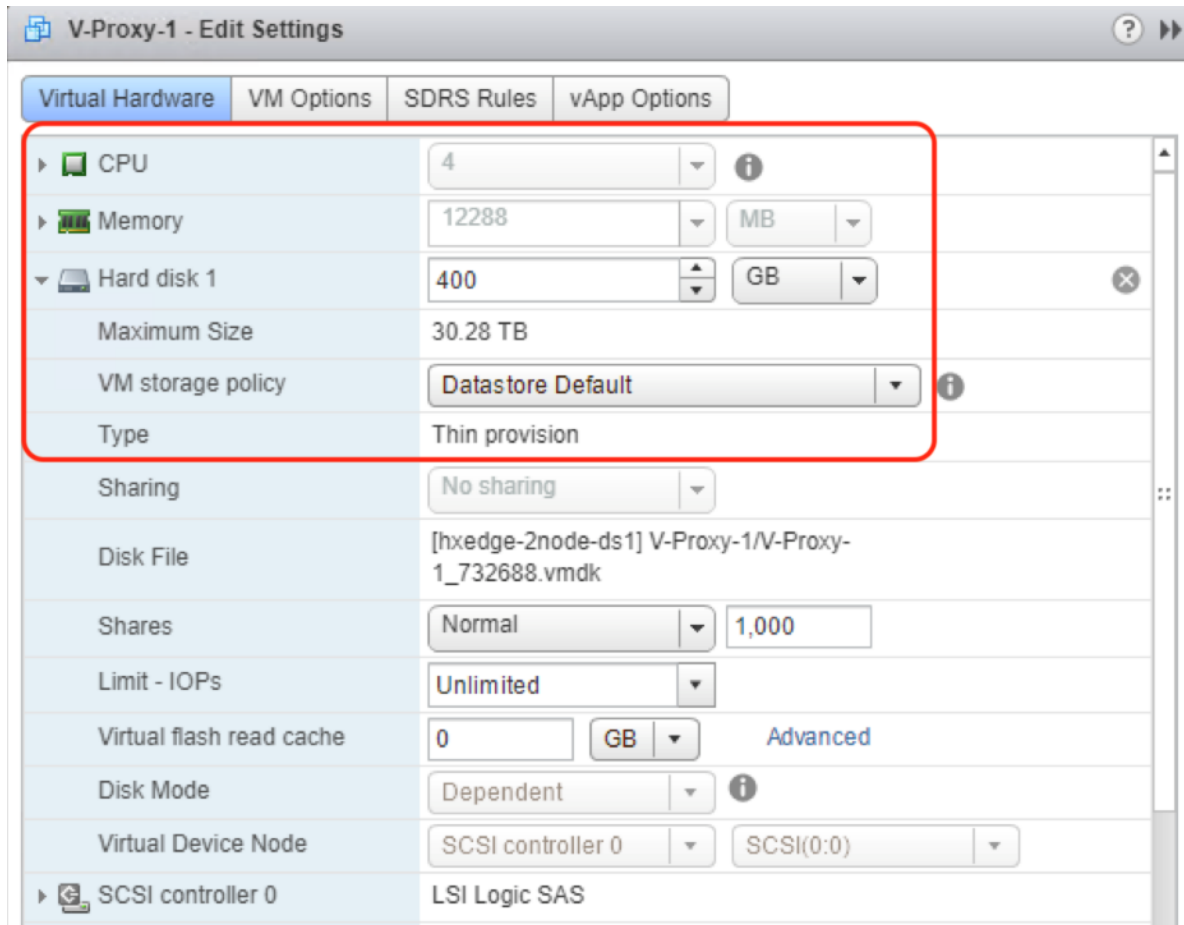 V-Proxy-1 - Edit Settings ?
Virtual Hardware VM Options SDRS Rules vApp Options
CPU 4
Memory 12288 MB
Hard disk 1 400 GB
Maximum Size 30.28 TB
VM storage policy Datastore Default
Type Thin provision
Sharing No sharing
Disk File [hxedge-2node-ds1] V-Proxy-1/V-Proxy-
1_732688.vmdk
Shares Normal 1,000
Limit - IOPs Unlimited
Virtual flash read cache 0 GB Advanced
Disk Mode Dependent
Virtual Device Node SCSI controller 0 SCSI(0:0)
SCSI controller 0 LSI Logic SAS